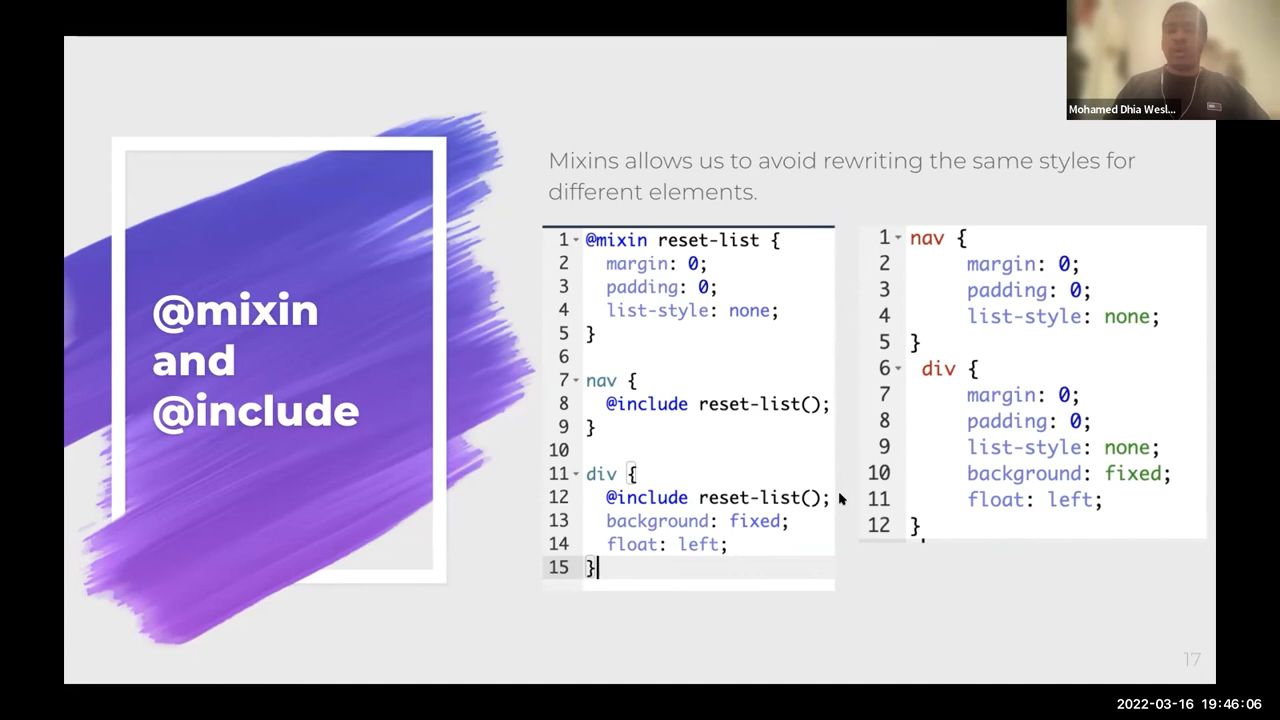 Mohamed Dhia Wesl...
@mixin
and
@include
Mixins allows us to avoid rewriting the same styles for
different elements.
1 @mixin reset-list {
2 margin: 0;
3 padding: 0;
4 list-style: none;
5 }
6
7 nav {
8 @include reset-list();
9 }
10
11 div {
12 @include reset-list();
13 background: fixed;
14 float: left;
15 }
1 nav {
2 margin: 0;
3 padding: 0;
4 list-style: none;
5 }
6 div {
7 margin: 0;
8 padding: 0;
9 list-style: none;
10 background: fixed;
11 float: left;
12 }
17
2022-03-16 19:46:06